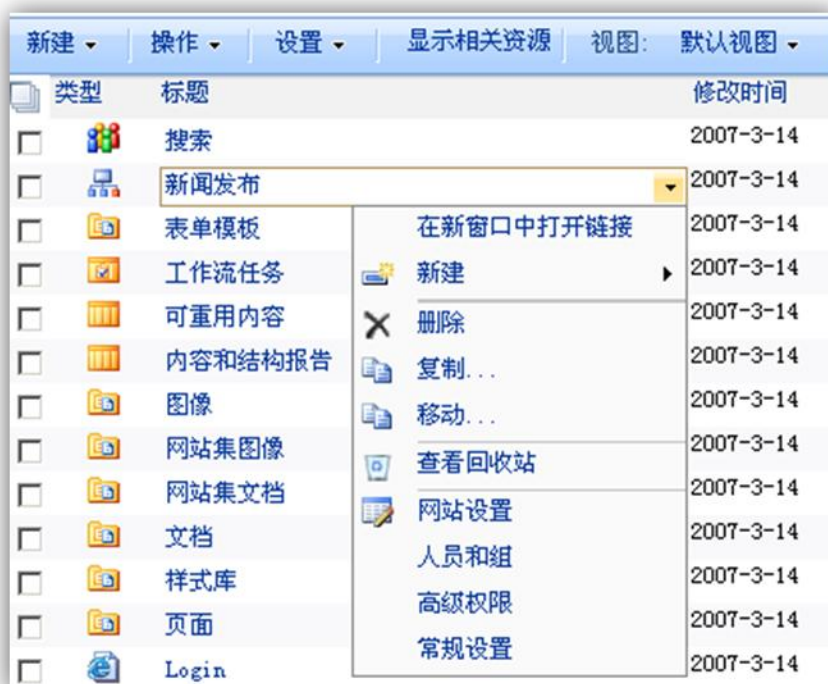 新建 操作 设置 显示相关资源 视图: 默认视图
类型 标题 修改时间
搜索 2007-3-14
新闻发布 2007-3-14
表单模板 2007-3-14
工作流任务 2007-3-14
可重用内容 2007-3-14
内容和结构报告 2007-3-14
图像 2007-3-14
网站集图像 2007-3-14
网站集文档 2007-3-14
文档 2007-3-14
样式库 2007-3-14
页面 2007-3-14
Login 2007-3-14
在新窗口中打开链接
新建
删除
复制...
移动...
查看回收站
网站设置
人员和组
高级权限
常规设置